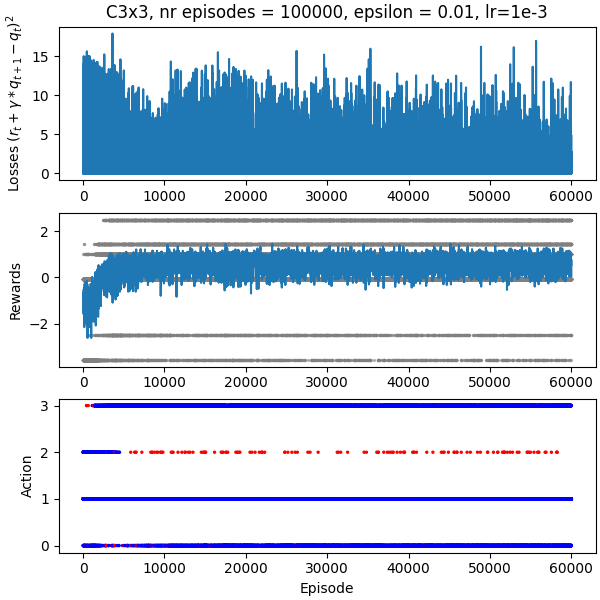 C3x3, nr episodes = 100000, epsilon = 0.01, lr=1e-3
Losses $(r_t + \gamma * q_{t+1} - q_t)^2$
15
10
5
0
0 10000 20000 30000 40000 50000 60000
Rewards
2
0
−2
0 10000 20000 30000 40000 50000 60000
Action
3
2
1
0
0 10000 20000 30000 40000 50000 60000
Episode